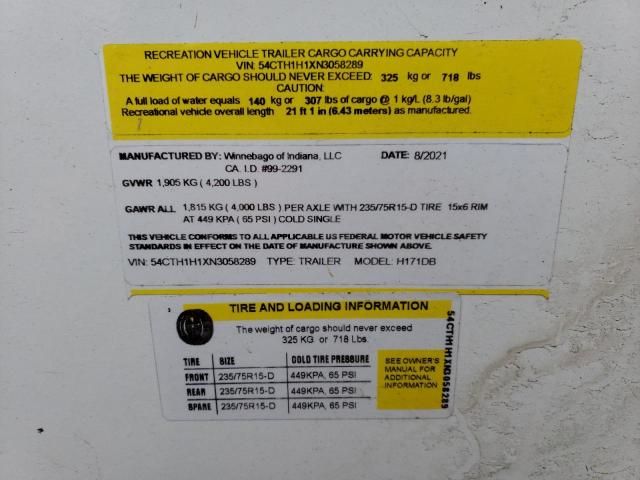 RECREATION VEHICLE TRAILER CARGO CARRYING CAPACITY
VIN: 54CTH1H1XN3058289
THE WEIGHT OF CARGO SHOULD NEVER EXCEED: 325 kg or 718 lbs
CAUTION:
A full load of water equals 140 kg or 307 lbs of cargo @ 1 kg/L (8.3 lb/gal)
Recreational vehicle overall length 21 ft 1 in (6.43 meters) as manufactured.
MANUFACTURED BY: Winnebago of Indiana, LLC DATE: 8/2021
CA. I.D. #99-2291
GVWR 1,905 KG ( 4,200 LBS )
GAWR ALL 1,815 KG ( 4,000 LBS ) PER AXLE WITH 235/75R15-D TIRE 15x6 RIM
AT 449 KPA ( 65 PSI ) COLD SINGLE
THIS VEHICLE CONFORMS TO ALL APPLICABLE US FEDERAL MOTOR VEHICLE SAFETY
STANDARDS IN EFFECT ON THE DATE OF MANUFACTURE SHOWN ABOVE.
VIN: 54CTH1H1XN3058289 TYPE: TRAILER MODEL: H171DB
TIRE AND LOADING INFORMATION
The weight of cargo should never exceed
325 KG or 718 Lbs.
TIRE SIZE COLD TIRE PRESSURE
FRONT 235/75R15-D 449KPA, 65 PSI
REAR 235/75R15-D 449KPA, 65 PSI
SPARE 235/75R15-D 449KPA, 65 PSI
SEE OWNER'S
MANUAL FOR
ADDITIONAL
INFORMATION
54CTH1H1XN3058289